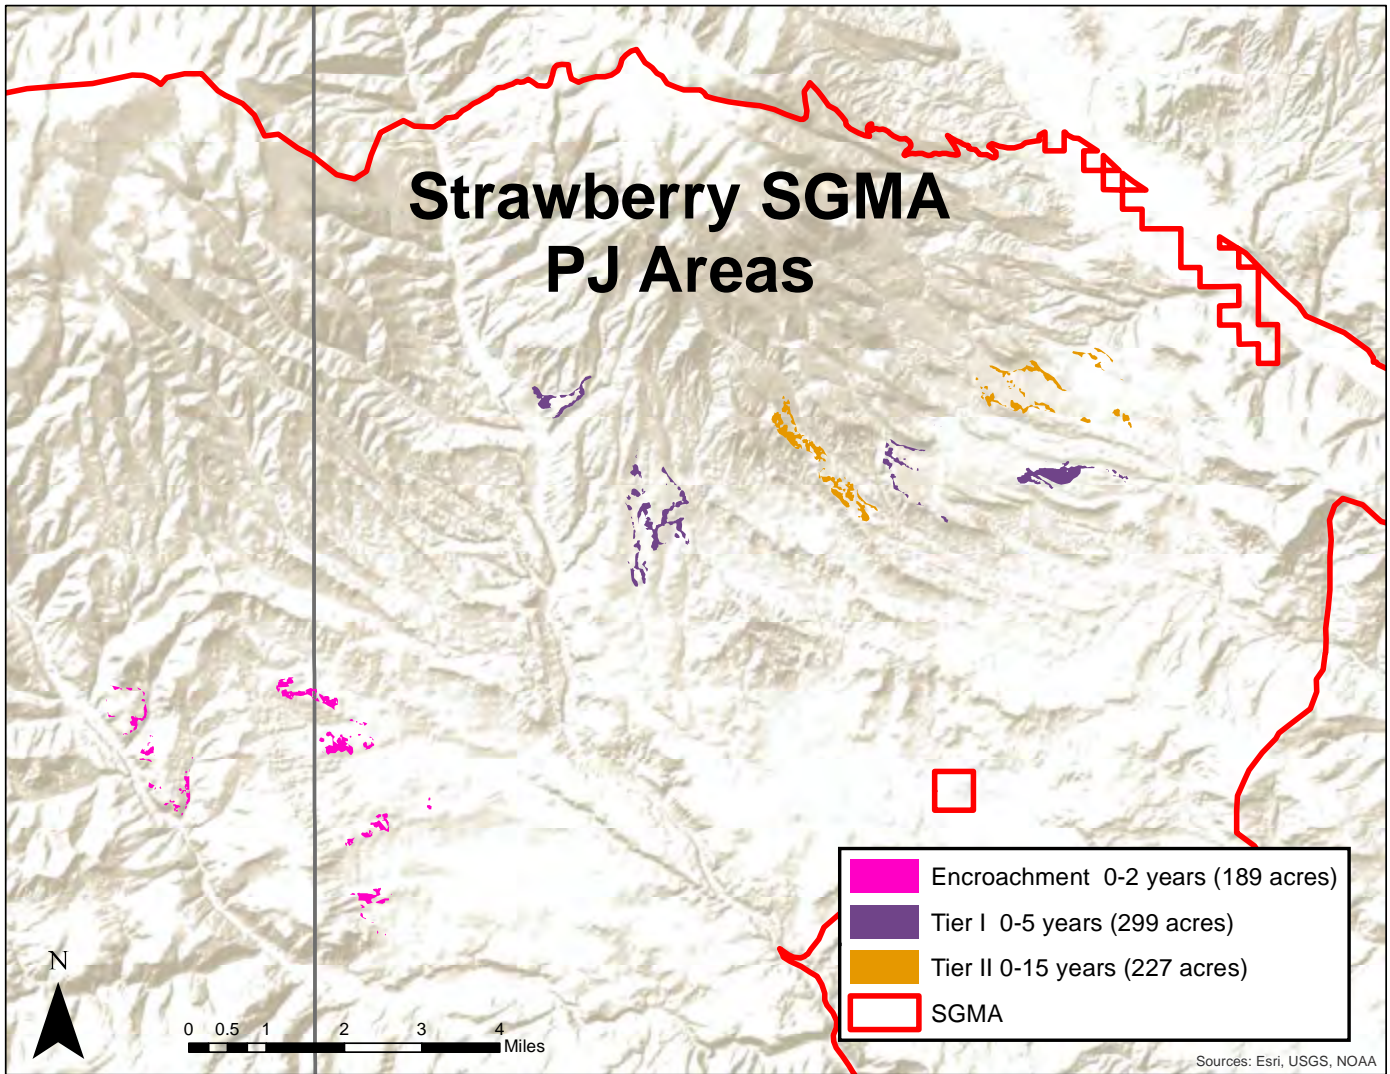 Strawberry SGMA
PJ Areas
Encroachment 0-2 years (189 acres)
Tier I 0-5 years (299 acres)
Tier II 0-15 years (227 acres)
SGMA
N
0 0.5 1 2 3 4
Miles
Sources: Esri, USGS, NOAA